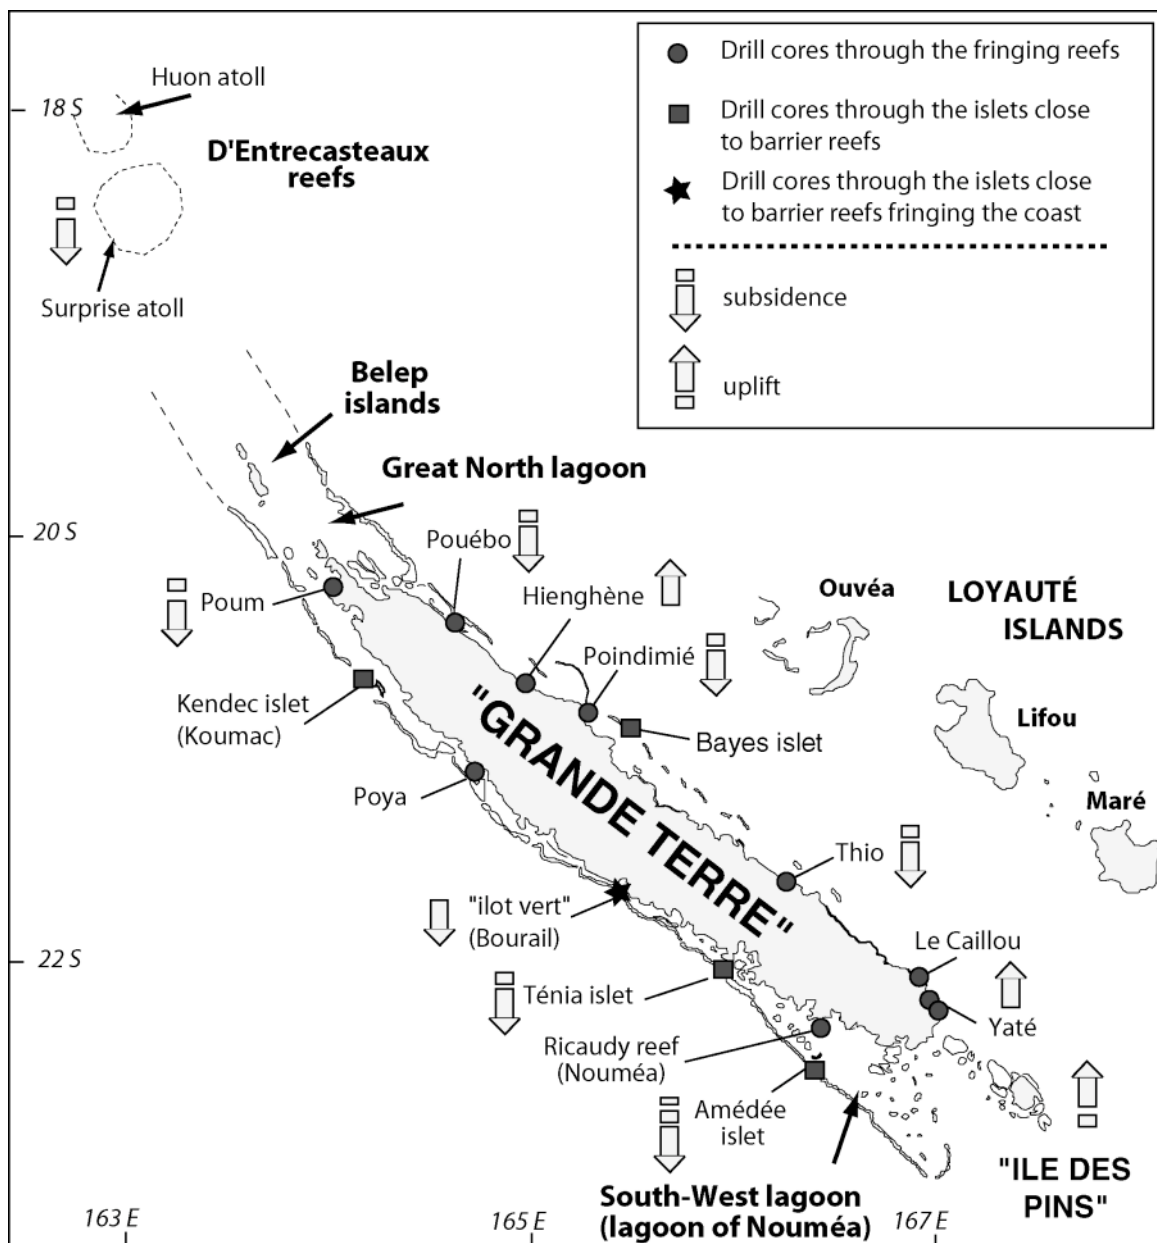 Huon atoll
18 S
D'Entrecasteaux
reefs
Surprise atoll
Drill cores through the fringing reefs
Drill cores through the islets close
to barrier reefs
Drill cores through the islets close
to barrier reefs fringing the coast
subsidence
uplift
Belep
islands
Great North lagoon
20 S
Pouébo
Hienghène
Poum
Poindimié
Ouvéa
LOYAUTÉ
ISLANDS
Kendec islet
(Koumac)
Bayes islet
Lifou
Poya
"GRANDE TERRE"
Maré
Thio
"ilot vert"
(Bourail)
22 S
Le Caillou
Ténia islet
Yaté
Ricaudy reef
(Nouméa)
Amédée
islet
"ILE DES
PINS"
South-West lagoon
(lagoon of Nouméa)
163 E
165 E
167 E